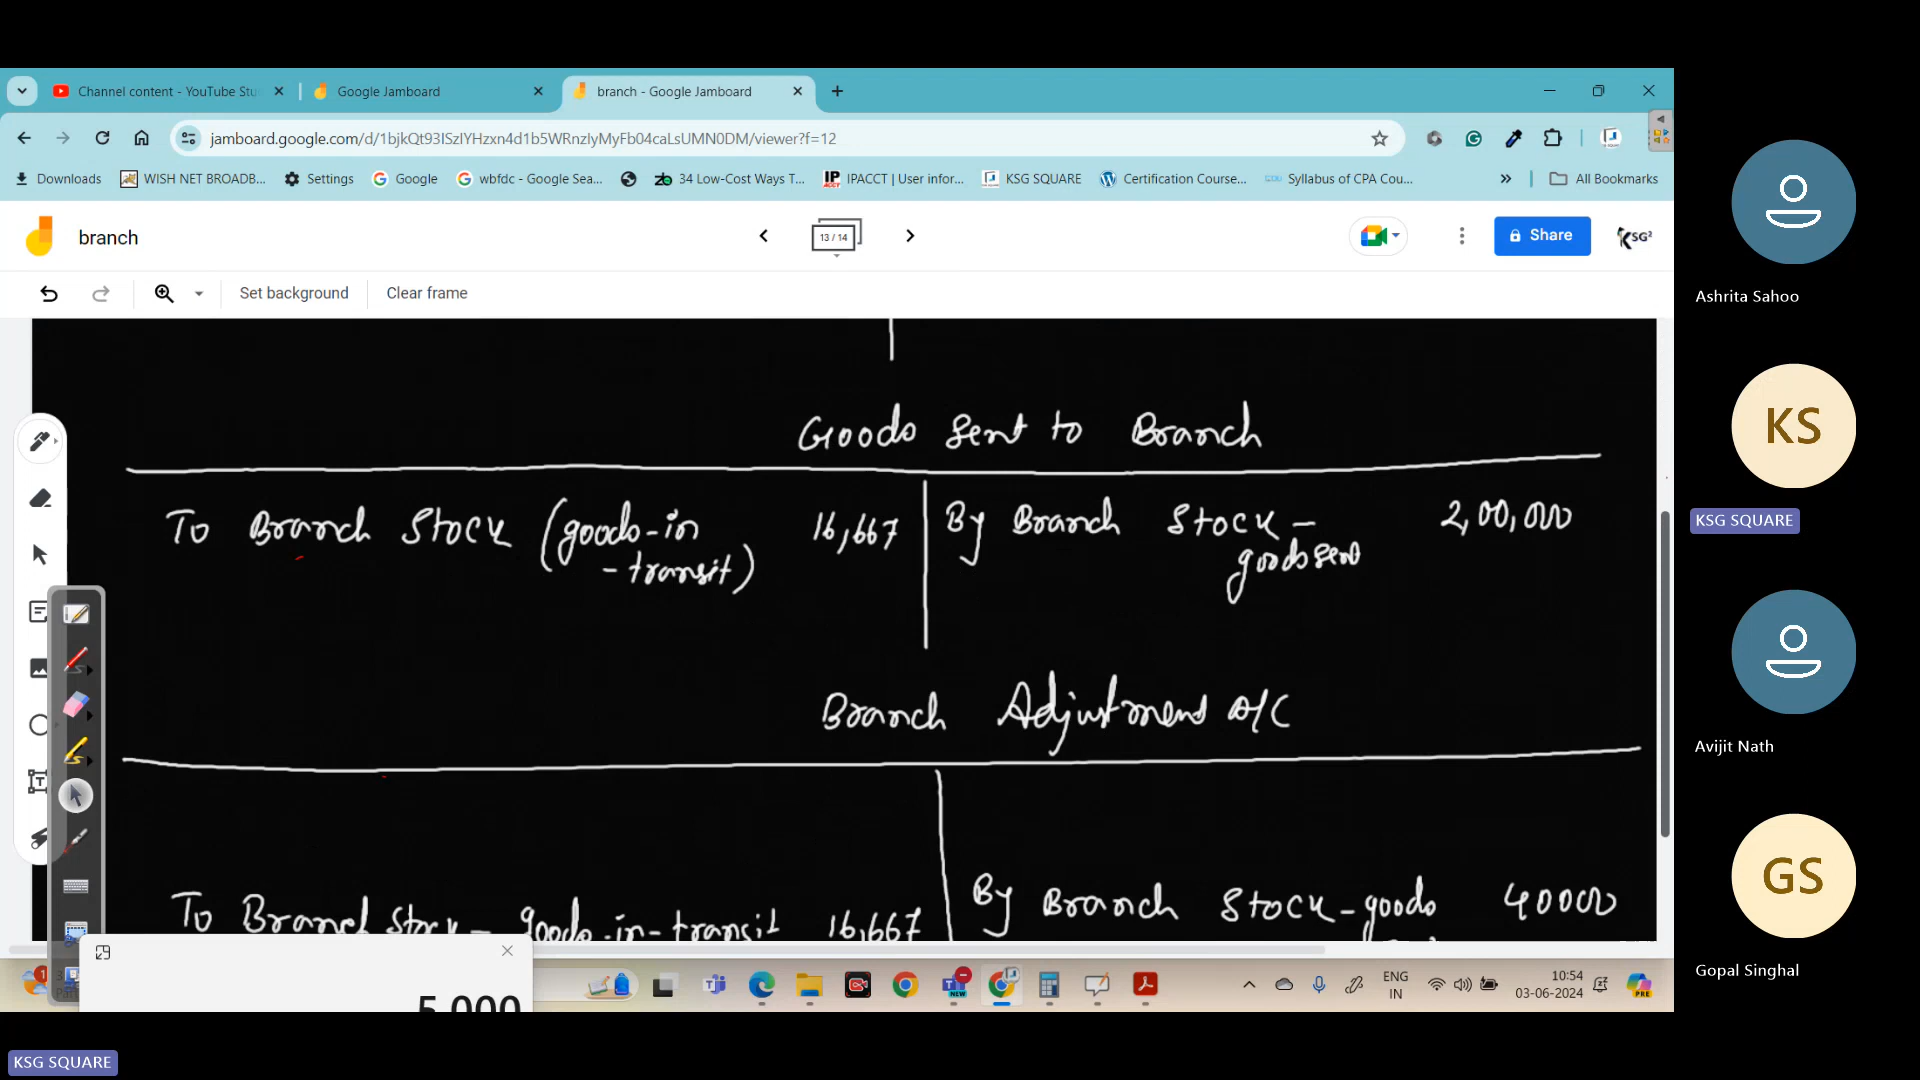 Channel content - YouTube Stu
Google Jamboard
branch - Google Jamboard
jamboard.google.com/d/1bjkQt93ISzIYHzxn4d1b5WRnzIyMyFb04caLsUMN0DM/viewer?f=12
Downloads
WISH NET BROADB...
Settings
Google
wbfdc - Google Sea...
34 Low-Cost Ways T...
IPACCT | User infor...
KSG SQUARE
Certification Course...
Syllabus of CPA Cou...
All Bookmarks
branch
13 / 14
Share
KSG²
Set background
Clear frame
Goods Sent to Branch
To Branch Stock (goods-in 16,667
- transit)
By Branch Stock - 2,00,000
goods sent
Branch Adjustment A/C
To Branch Stock - goods-in-transit 16,667
By Branch Stock - goods 40000
5,000
ENG
IN
10:54
03-06-2024
Ashrita Sahoo
KS
KSG SQUARE
Avijit Nath
GS
Gopal Singhal
KSG SQUARE